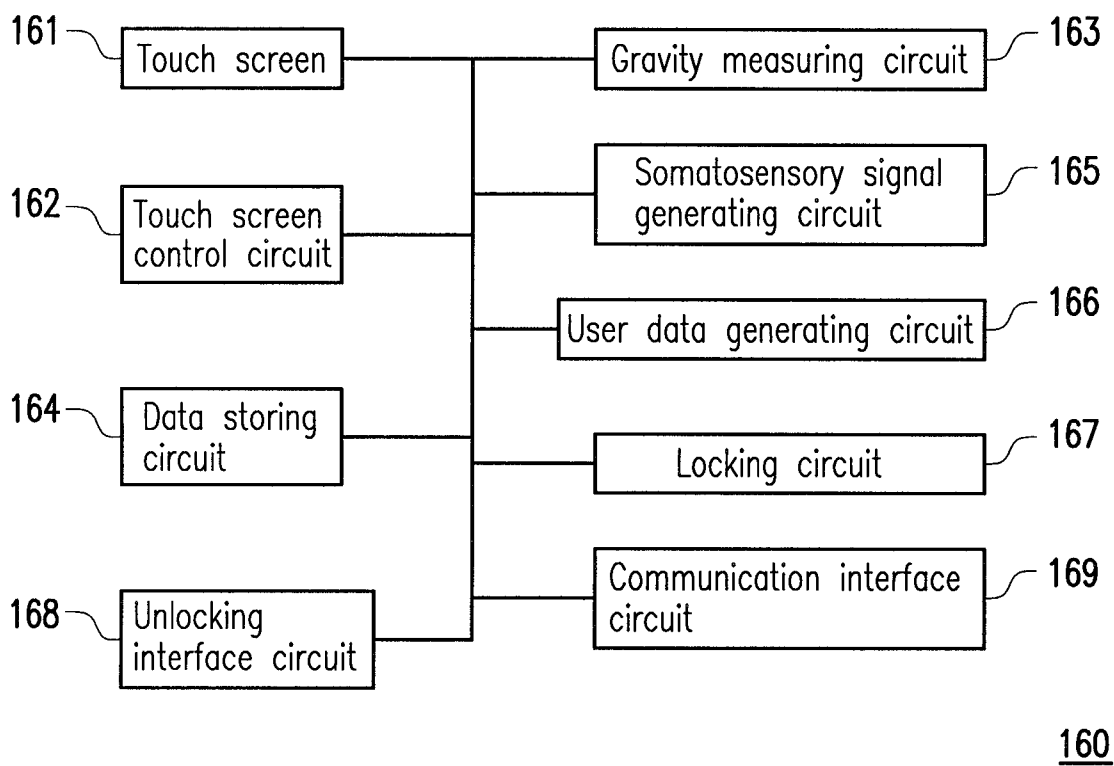 161
Touch screen
Gravity measuring circuit
163
162
Touch screen
control circuit
Somatosensory signal
generating circuit
165
User data generating circuit
166
164
Data storing
circuit
Locking circuit
167
168
Unlocking
interface circuit
Communication interface
circuit
169
160